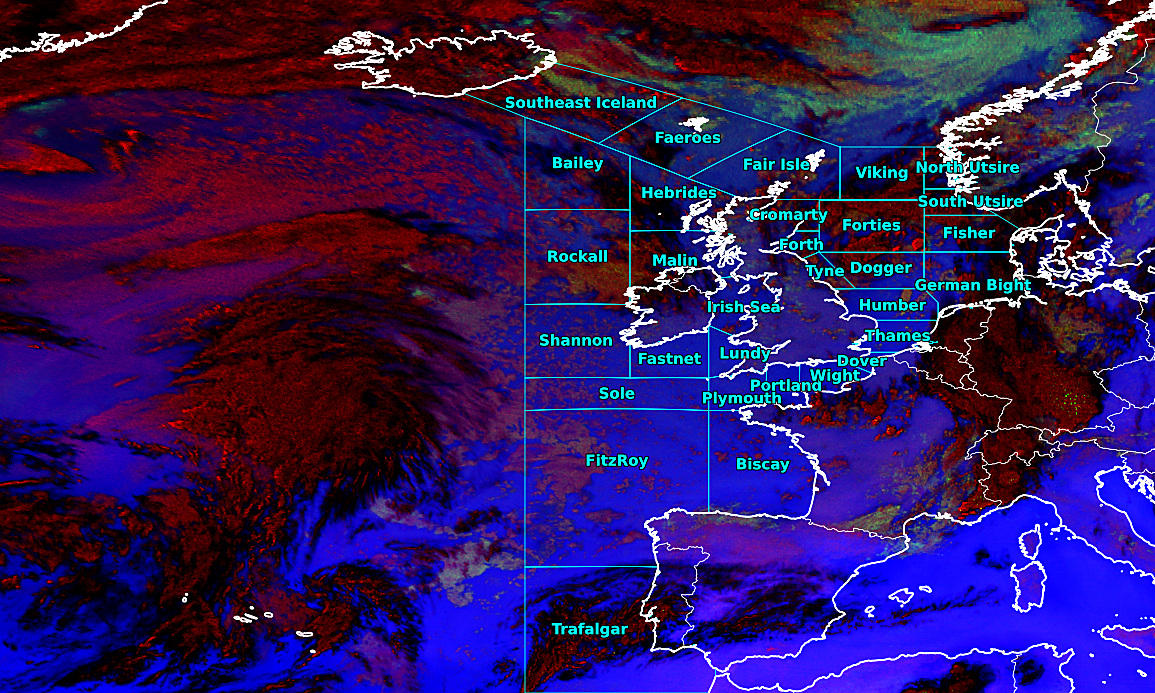 Southeast Iceland
Faeroes
Bailey
Fair Isle
North Utsire
Viking
Hebrides
South Utsire
Cromarty
Forties
Fisher
Forth
Rockall
Malin
Tyne
Dogger
German Bight
Irish Sea
Humber
Shannon
Thames
Fastnet
Lundy
Dover
Wight
Portland
Sole
Plymouth
FitzRoy
Biscay
Trafalgar